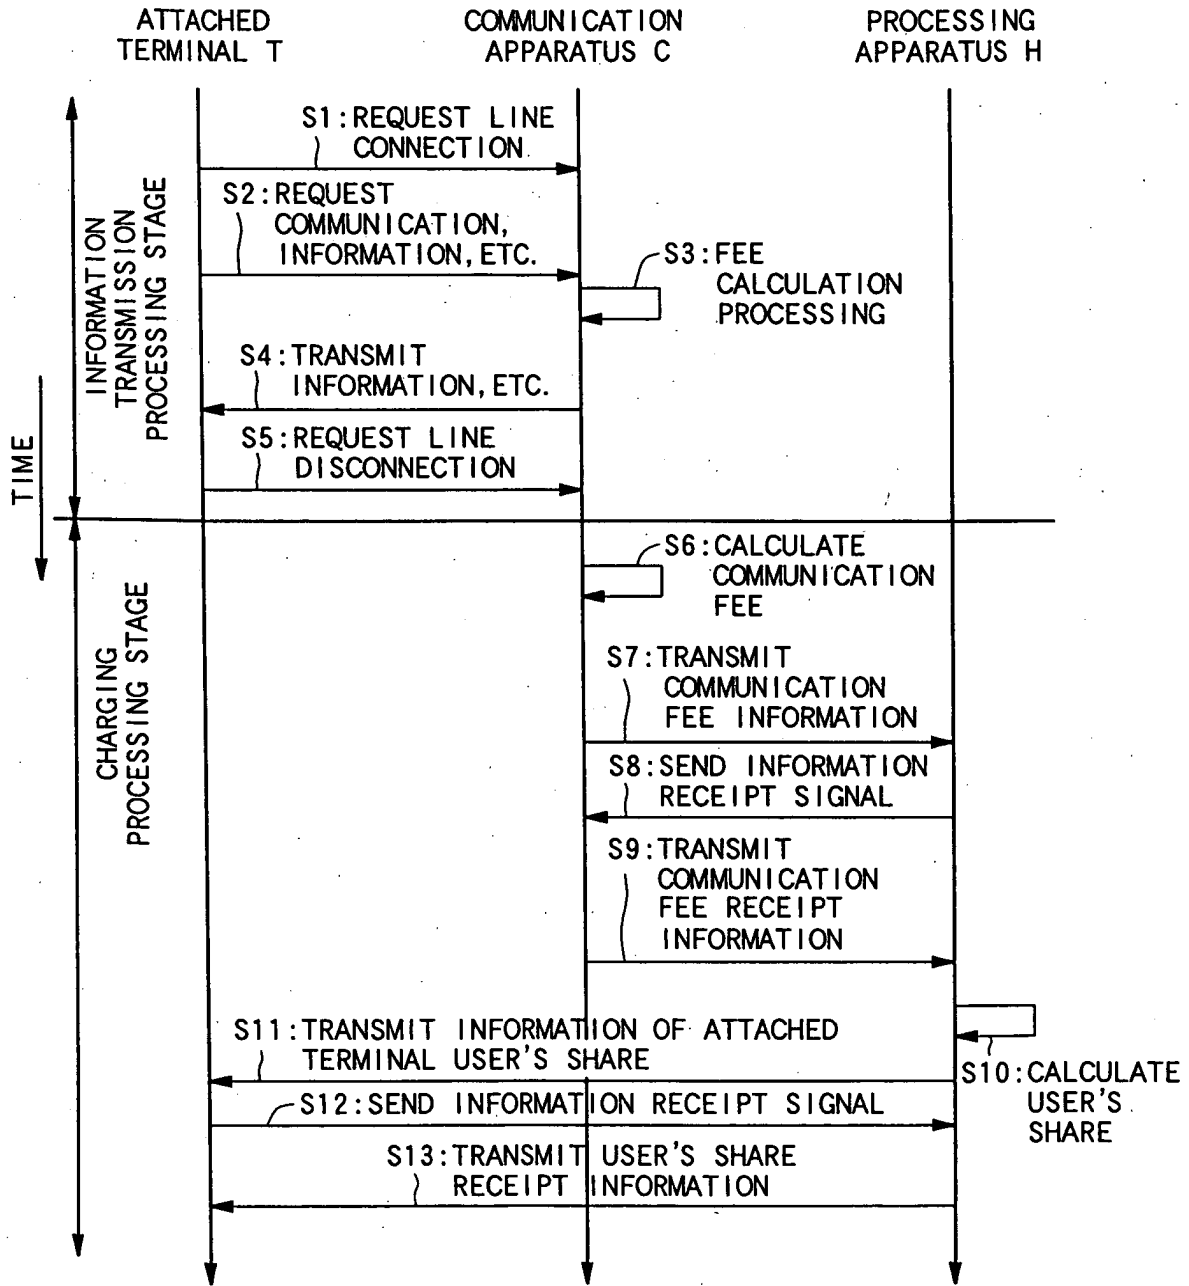 ATTACHED
TERMINAL T
COMMUNICATION
APPARATUS C
PROCESSING
APPARATUS H
S1:REQUEST LINE
CONNECTION
S2:REQUEST
COMMUNICATION,
INFORMATION, ETC.
S3:FEE
CALCULATION
PROCESSING
S4:TRANSMIT
INFORMATION, ETC.
S5:REQUEST LINE
DISCONNECTION
INFORMATION
TRANSMISSION
PROCESSING STAGE
TIME
S6:CALCULATE
COMMUNICATION
FEE
S7:TRANSMIT
COMMUNICATION
FEE INFORMATION
S8:SEND INFORMATION
RECEIPT SIGNAL
S9:TRANSMIT
COMMUNICATION
FEE RECEIPT
INFORMATION
CHARGING
PROCESSING STAGE
S10:CALCULATE
USER'S
SHARE
S11:TRANSMIT INFORMATION OF ATTACHED
TERMINAL USER'S SHARE
S12:SEND INFORMATION RECEIPT SIGNAL
S13:TRANSMIT USER'S SHARE
RECEIPT INFORMATION